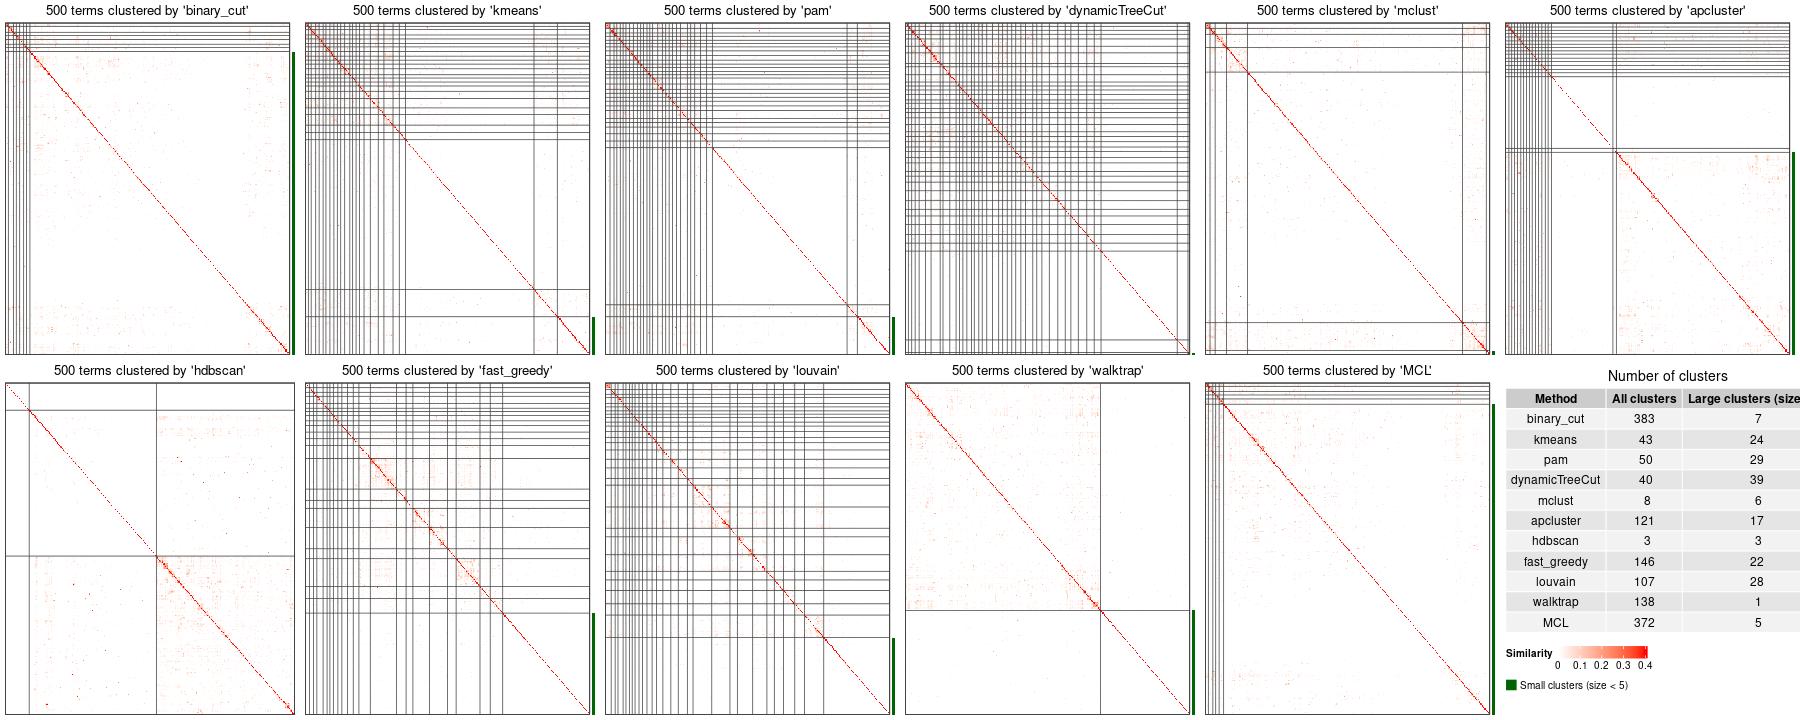 500 terms clustered by 'binary_cut'
500 terms clustered by 'kmeans'
500 terms clustered by 'pam'
500 terms clustered by 'dynamicTreeCut'
500 terms clustered by 'mclust'
500 terms clustered by 'apcluster'
500 terms clustered by 'hdbscan'
500 terms clustered by 'fast_greedy'
500 terms clustered by 'louvain'
500 terms clustered by 'walktrap'
500 terms clustered by 'MCL'
Number of clusters
Method All clusters Large clusters (size
binary_cut 383 7
kmeans 43 24
pam 50 29
dynamicTreeCut 40 39
mclust 8 6
apcluster 121 17
hdbscan 3 3
fast_greedy 146 22
louvain 107 28
walktrap 138 1
MCL 372 5
Similarity
0 0.1 0.2 0.3 0.4
Small clusters (size < 5)